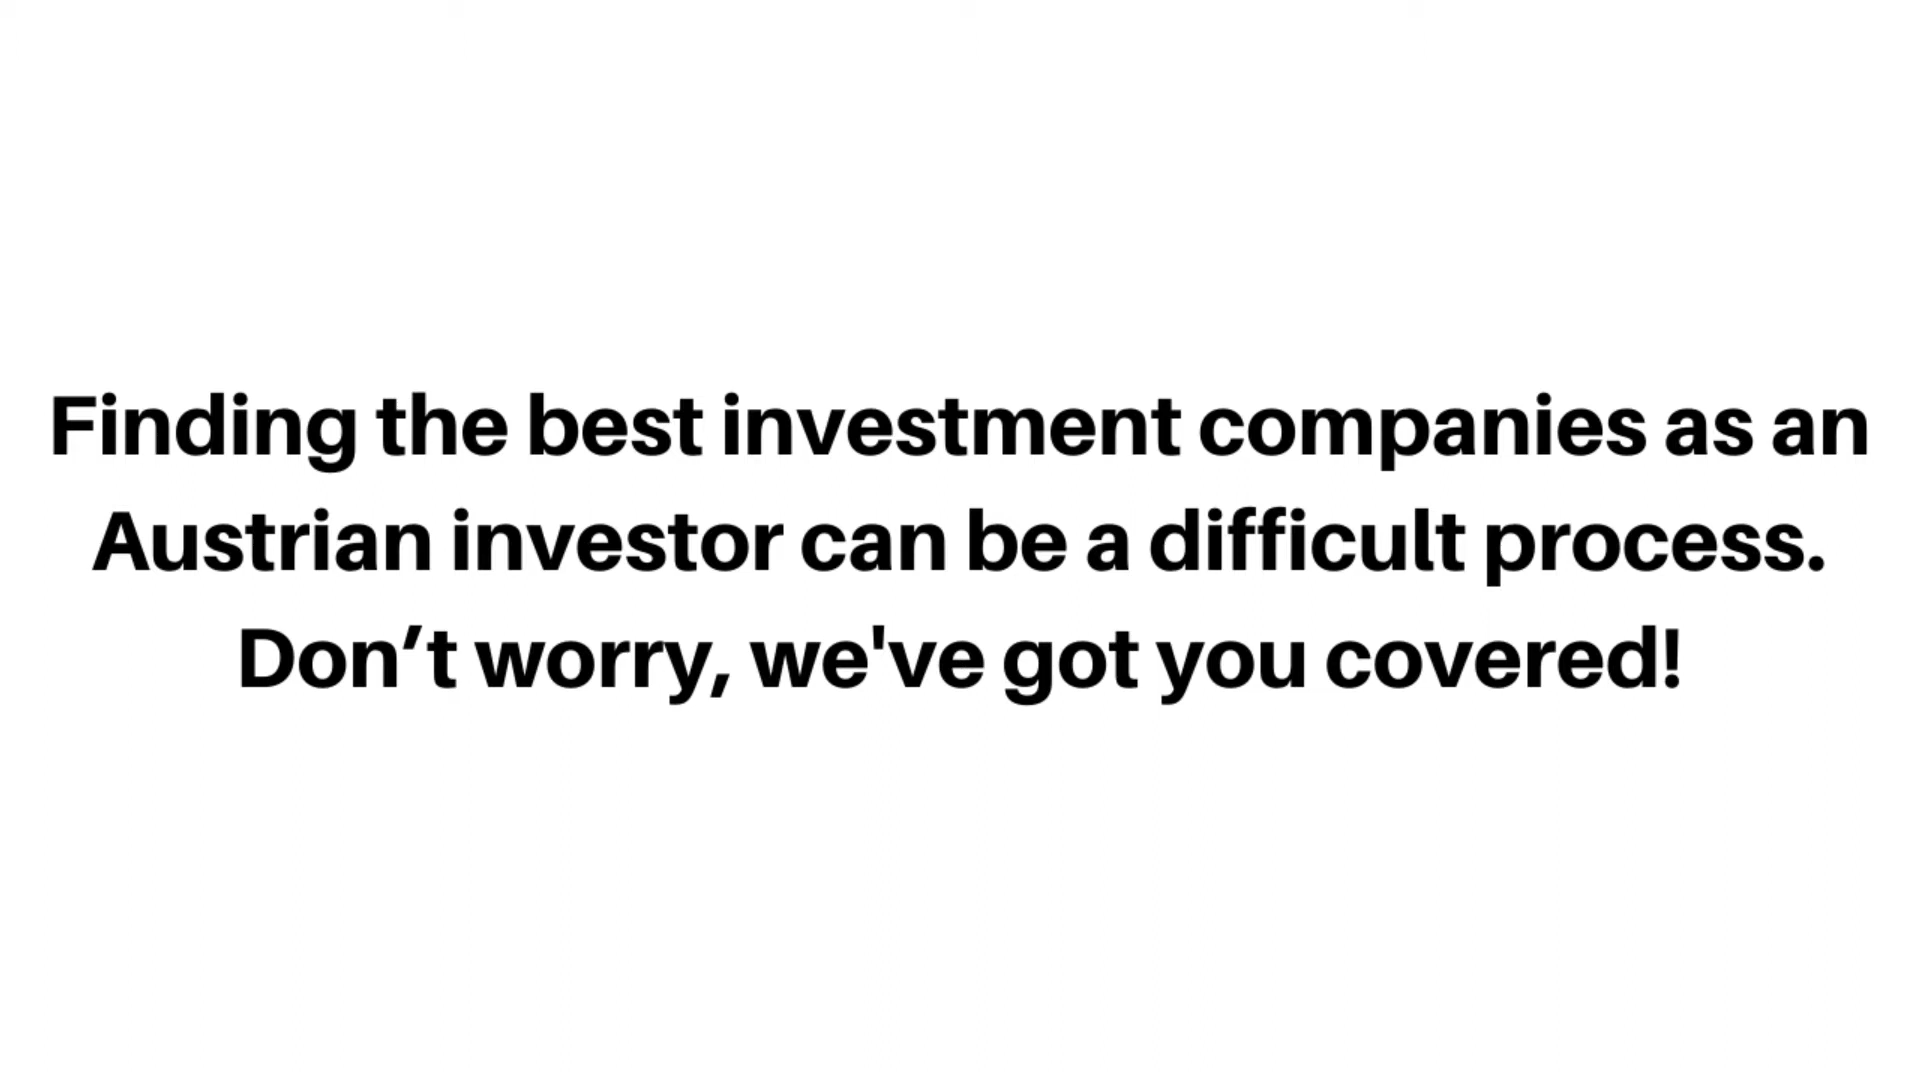 Finding the best investment companies as an
Austrian investor can be a difficult process.
Don’t worry, we've got you covered!